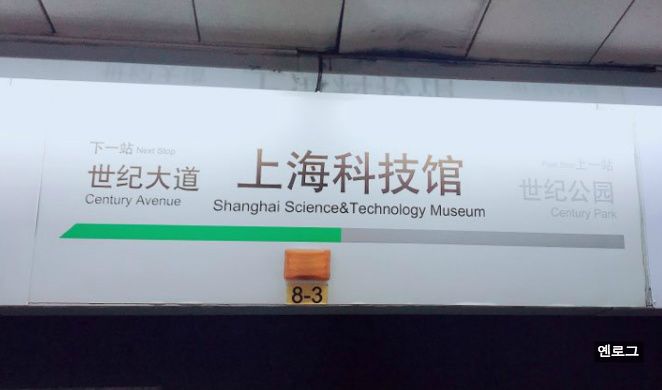 下一站 Next Stop
世纪大道
Century Avenue
上海科技馆
Shanghai Science&Technology Museum
上一站
世纪公园
Century Park
8-3
옌로그